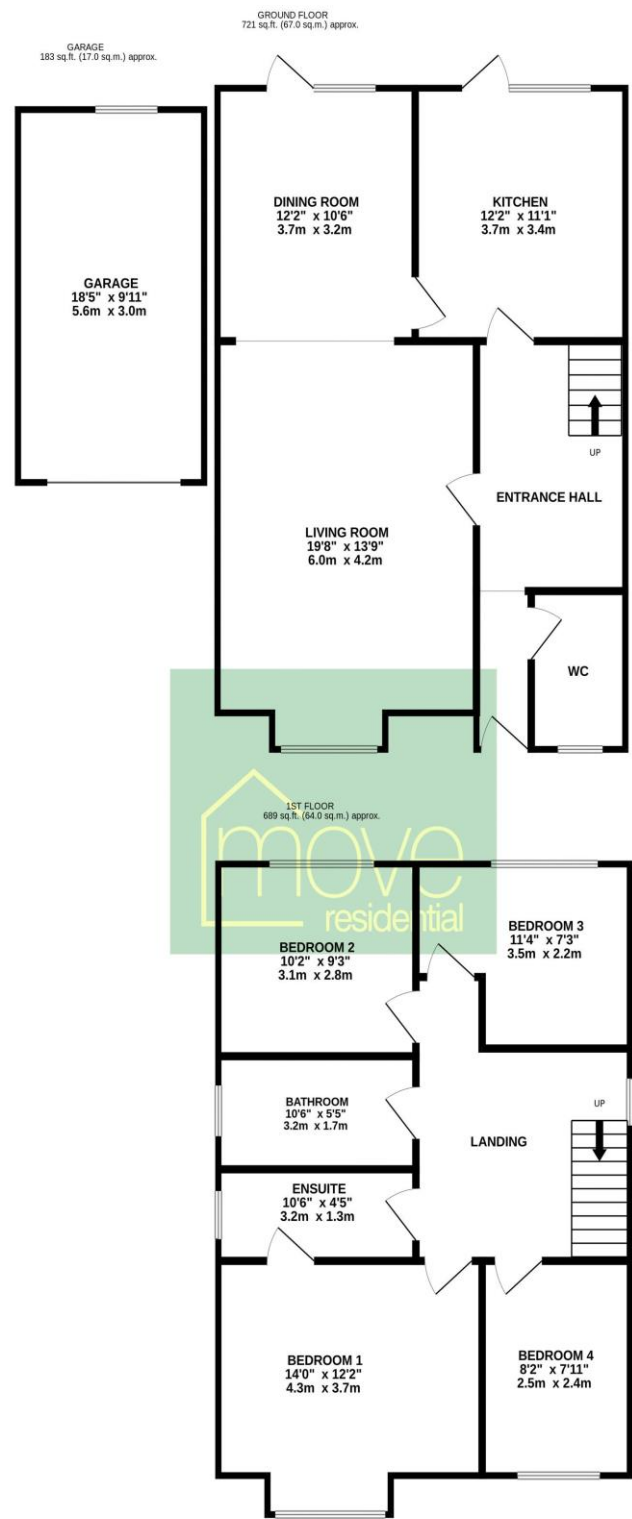 GROUND FLOOR
721 sq.ft. (67.0 sq.m.) approx.
GARAGE
183 sq.ft. (17.0 sq.m.) approx.
DINING ROOM
12'2" x 10'6"
3.7m x 3.2m
KITCHEN
12'2" x 11'1"
3.7m x 3.4m
GARAGE
18'5" x 9'11"
5.6m x 3.0m
UP
ENTRANCE HALL
LIVING ROOM
19'8" x 13'9"
6.0m x 4.2m
WC
1ST FLOOR
689 sq.ft. (64.0 sq.m.) approx.
move
residential
BEDROOM 2
10'2" x 9'3"
3.1m x 2.8m
BEDROOM 3
11'4" x 7'3"
3.5m x 2.2m
BATHROOM
10'6" x 5'5"
3.2m x 1.7m
UP
LANDING
ENSUITE
10'6" x 4'5"
3.2m x 1.3m
BEDROOM 1
14'0" x 12'2"
4.3m x 3.7m
BEDROOM 4
8'2" x 7'11"
2.5m x 2.4m